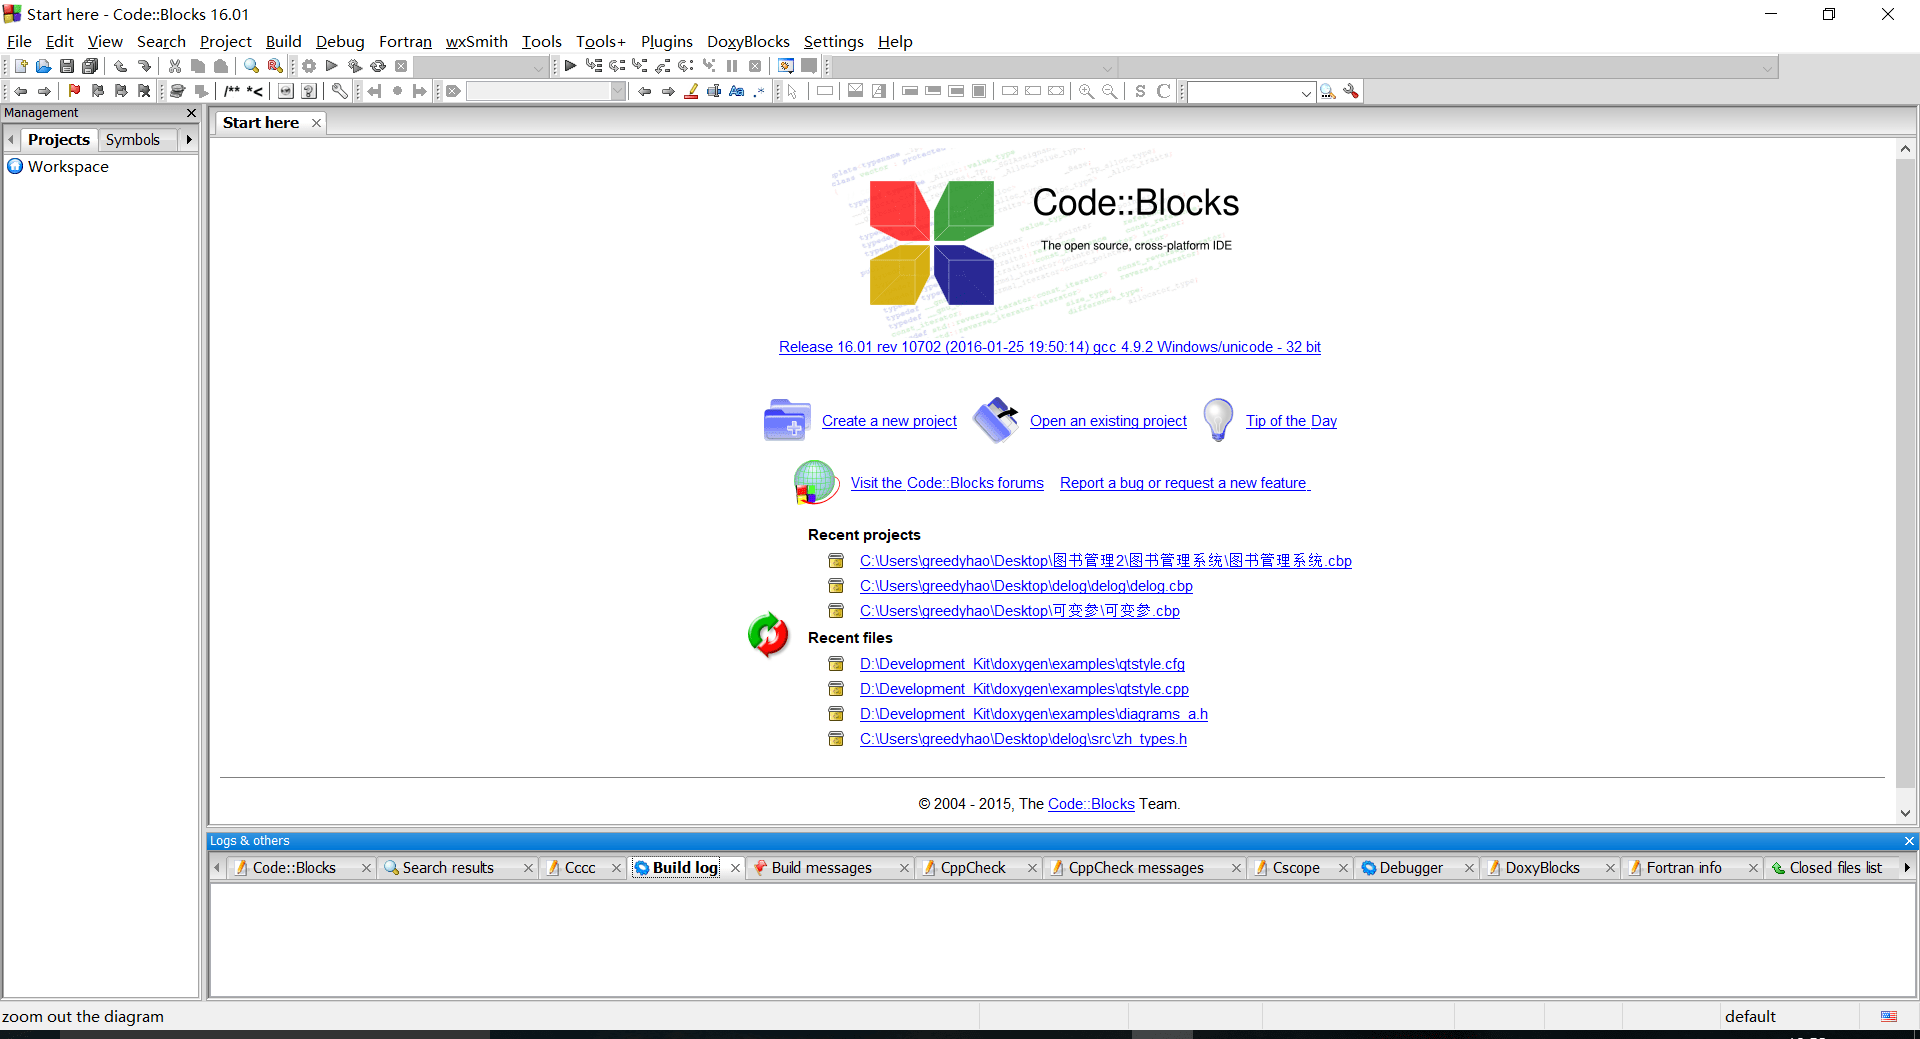 Start here - Code::Blocks 16.01
File Edit View Search Project Build Debug Fortran wxSmith Tools Tools+ Plugins DoxyBlocks Settings Help
/** *<
Aa .*
S C
Management
Projects Symbols
Workspace
Start here
Code::Blocks
The open source, cross-platform IDE
Release 16.01 rev 10702 (2016-01-25 19:50:14) gcc 4.9.2 Windows/unicode - 32 bit
Create a new project Open an existing project Tip of the Day
Visit the Code::Blocks forums Report a bug or request a new feature
Recent projects
C:\Users\greedyhao\Desktop\图书管理2\图书管理系统\图书管理系统.cbp
C:\Users\greedyhao\Desktop\delog\delog\delog.cbp
C:\Users\greedyhao\Desktop\可变参\可变参.cbp
Recent files
D:\Development_Kit\doxygen\examples\qtstyle.cfg
D:\Development_Kit\doxygen\examples\qtstyle.cpp
D:\Development_Kit\doxygen\examples\diagrams_a.h
C:\Users\greedyhao\Desktop\delog\src\zh_types.h
© 2004 - 2015, The Code::Blocks Team.
Logs & others
Code::Blocks Search results Cccc Build log Build messages CppCheck CppCheck messages Cscope Debugger DoxyBlocks Fortran info Closed files list
zoom out the diagram
default